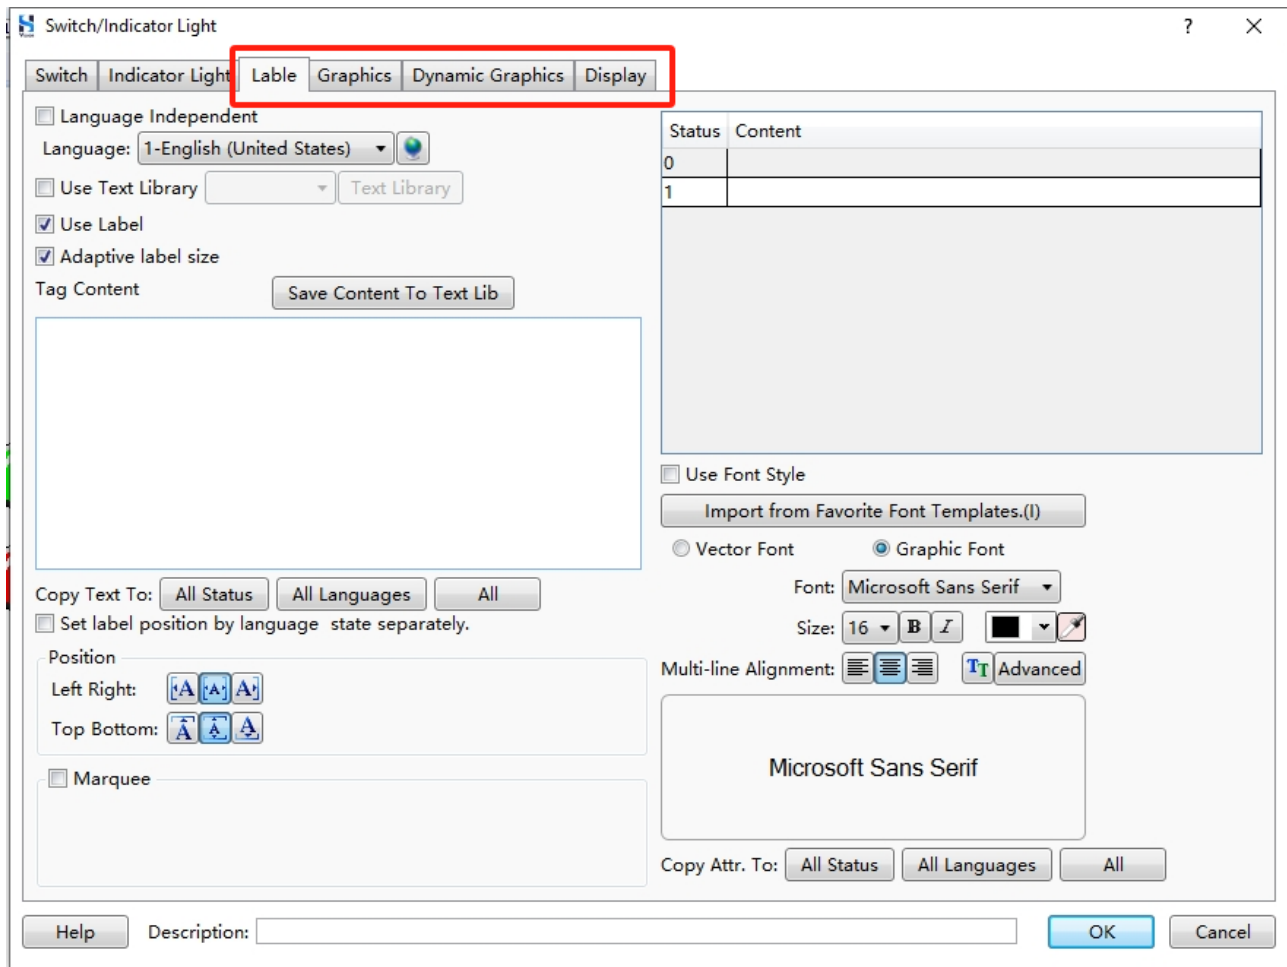 Switch/Indicator Light ?
Switch Indicator Light Lable Graphics Dynamic Graphics Display
Language Independent
Language: 1-English (United States)
Use Text Library Text Library
Use Label
Adaptive label size
Tag Content Save Content To Text Lib
Copy Text To: All Status All Languages All
Set label position by language state separately.
Position
Left Right: A A A
Top Bottom: A A A
Marquee
Status Content
0
1
Use Font Style
Import from Favorite Font Templates.(I)
Vector Font Graphic Font
Font: Microsoft Sans Serif
Size: 16 B I
Multi-line Alignment: TT Advanced
Microsoft Sans Serif
Copy Attr. To: All Status All Languages All
Help Description: OK Cancel